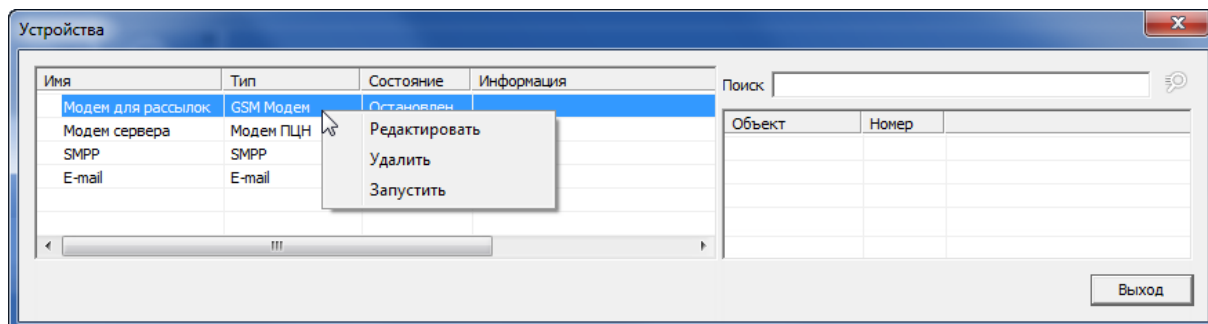 Устройства
Имя Тип Состояние Информация
Модем для рассылок GSM Модем Остановлен
Модем сервера Модем ПЦН
SMPP SMPP
E-mail E-mail
Редактировать
Удалить
Запустить
Поиск
Объект Номер
Выход